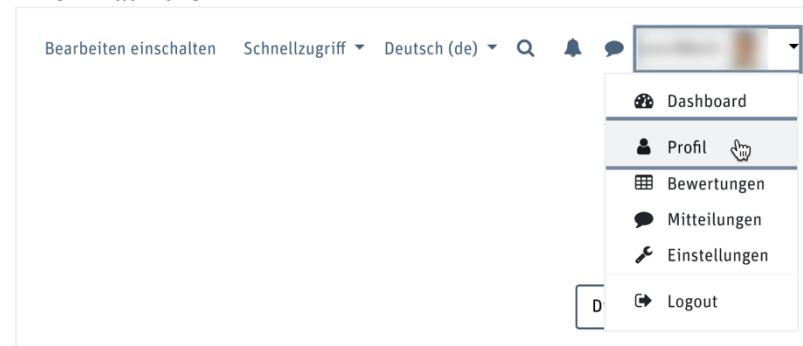 Bearbeiten einschalten Schnellzugriff Deutsch (de)
Dashboard
Profil
Bewertungen
Mitteilungen
Einstellungen
Logout